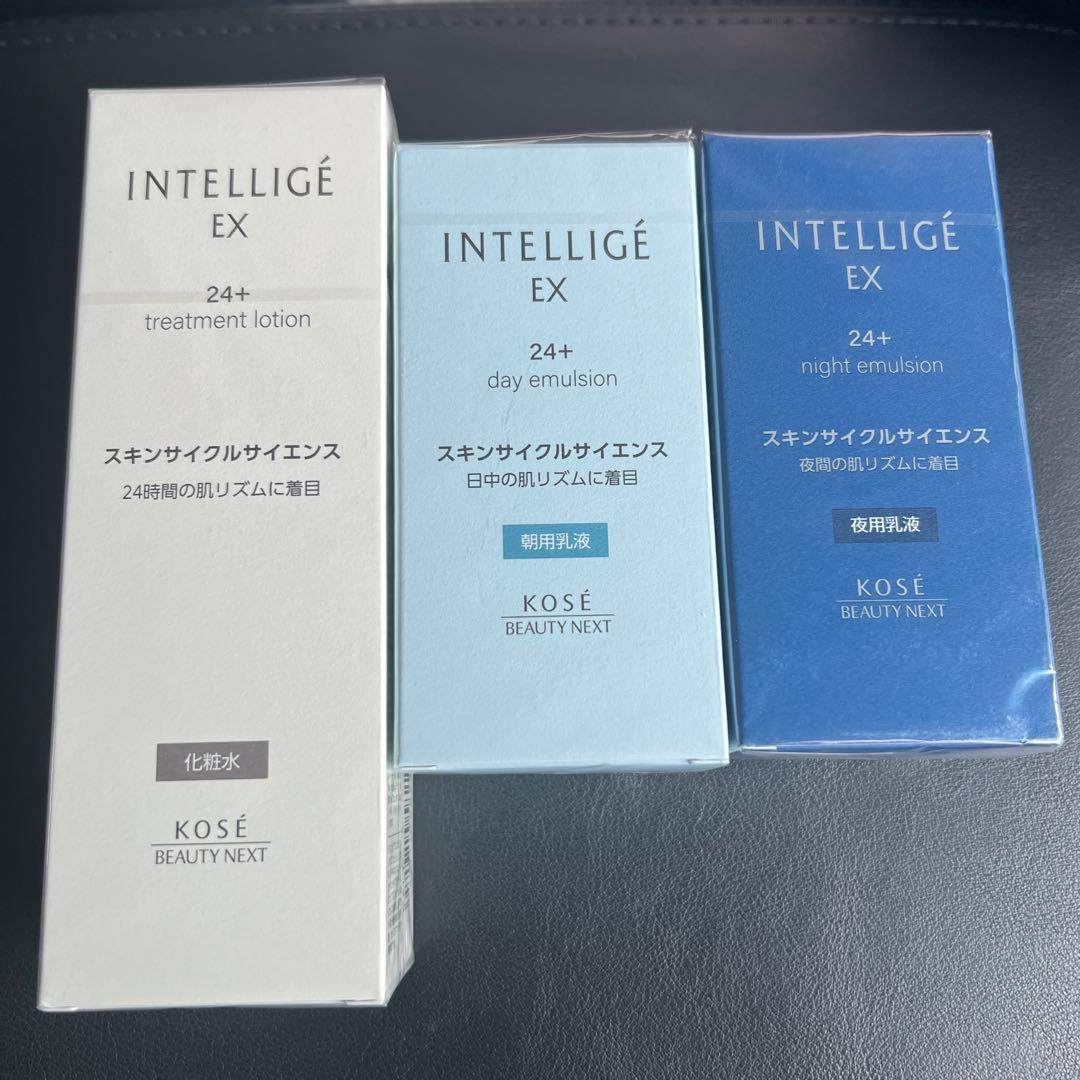 INTELLIGÉ
EX
24+
treatment lotion
スキンサイクルサイエンス
24時間の肌リズムに着目
化粧水
KOSÉ
BEAUTY NEXT
INTELLIGÉ
EX
24+
day emulsion
スキンサイクルサイエンス
日中の肌リズムに着目
朝用乳液
KOSÉ
BEAUTY NEXT
INTELLIGÉ
EX
24+
night emulsion
スキンサイクルサイエンス
夜間の肌リズムに着目
夜用乳液
KOSÉ
BEAUTY NEXT